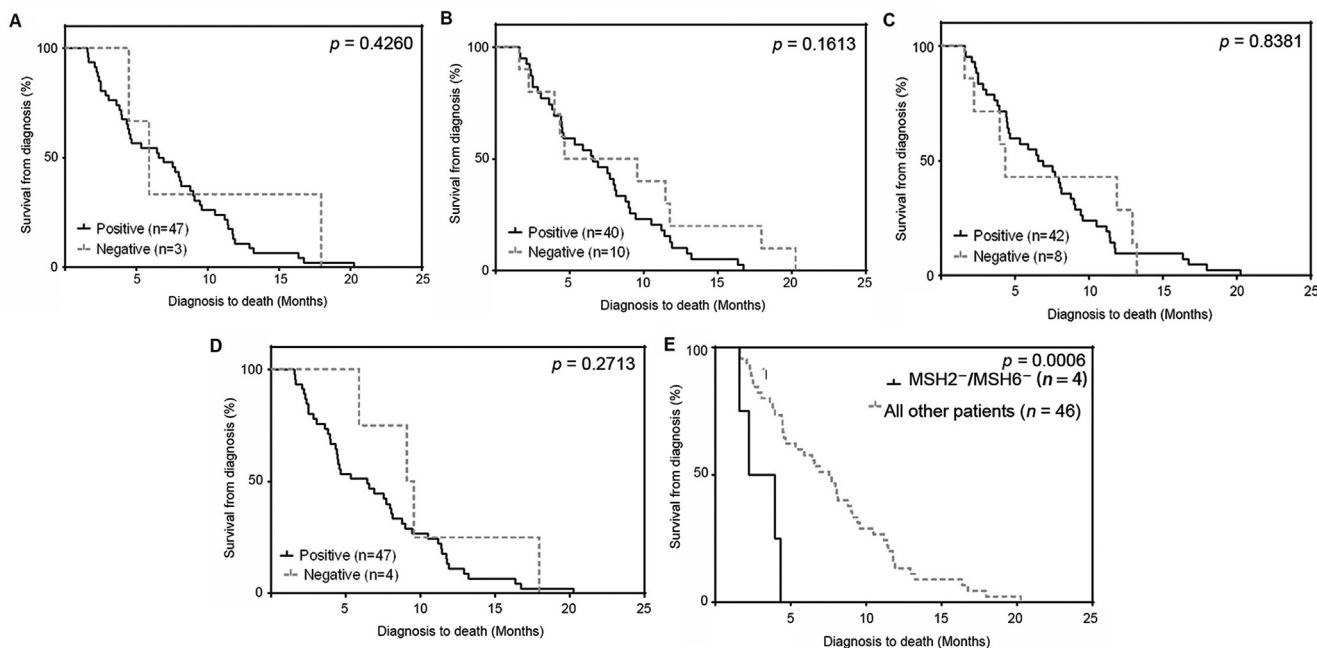 A
p = 0.4260
Survival from diagnosis (%)
100
50
0
5
10
15
20
25
Positive (n=47)
Negative (n=3)
Diagnosis to death (Months)
B
p = 0.1613
Survival from diagnosis (%)
100
50
0
5
10
15
20
25
Positive (n=40)
Negative (n=10)
Diagnosis to death (Months)
C
p = 0.8381
Survival from diagnosis (%)
100
50
0
5
10
15
20
25
Positive (n=42)
Negative (n=8)
Diagnosis to death (Months)
D
p = 0.2713
Survival from diagnosis (%)
100
50
0
5
10
15
20
25
Positive (n=47)
Negative (n=4)
Diagnosis to death (Months)
E
p = 0.0006
MSH2⁻/MSH6⁻ (n = 4)
All other patients (n = 46)
Survival from diagnosis (%)
100
50
0
5
10
15
20
25
Diagnosis to death (Months)